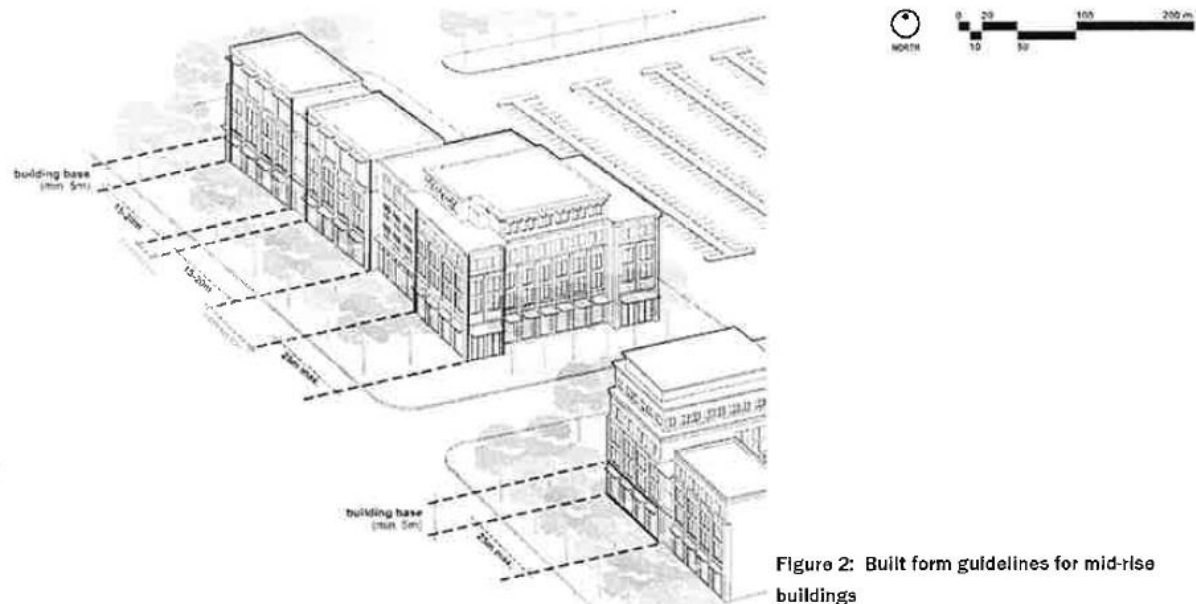 0 20 100 200 m
10 50
NORTH
building base
(min. 5m)
15-20m
15-20m
25m max.
building base
(min. 5m)
25m max.
Figure 2: Built form guidelines for mid-rise
buildings